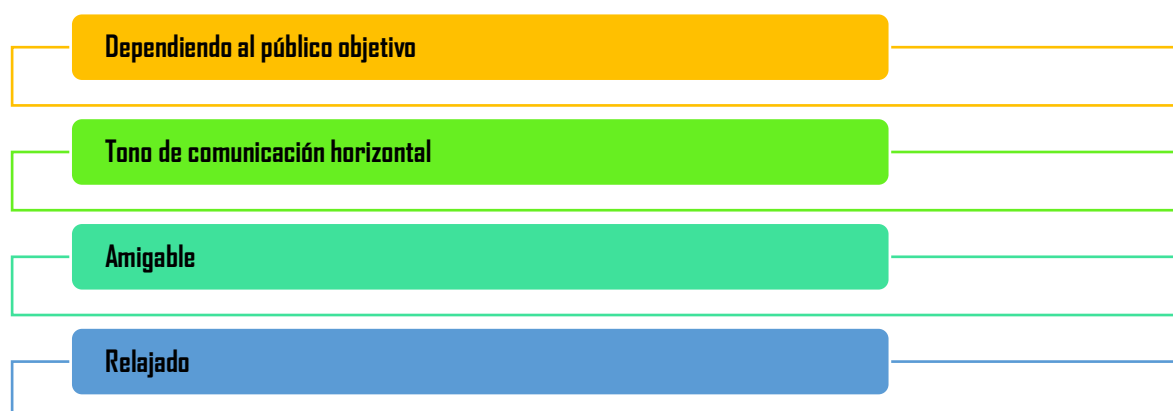 Dependiendo al público objetivo
Tono de comunicación horizontal
Amigable
Relajado